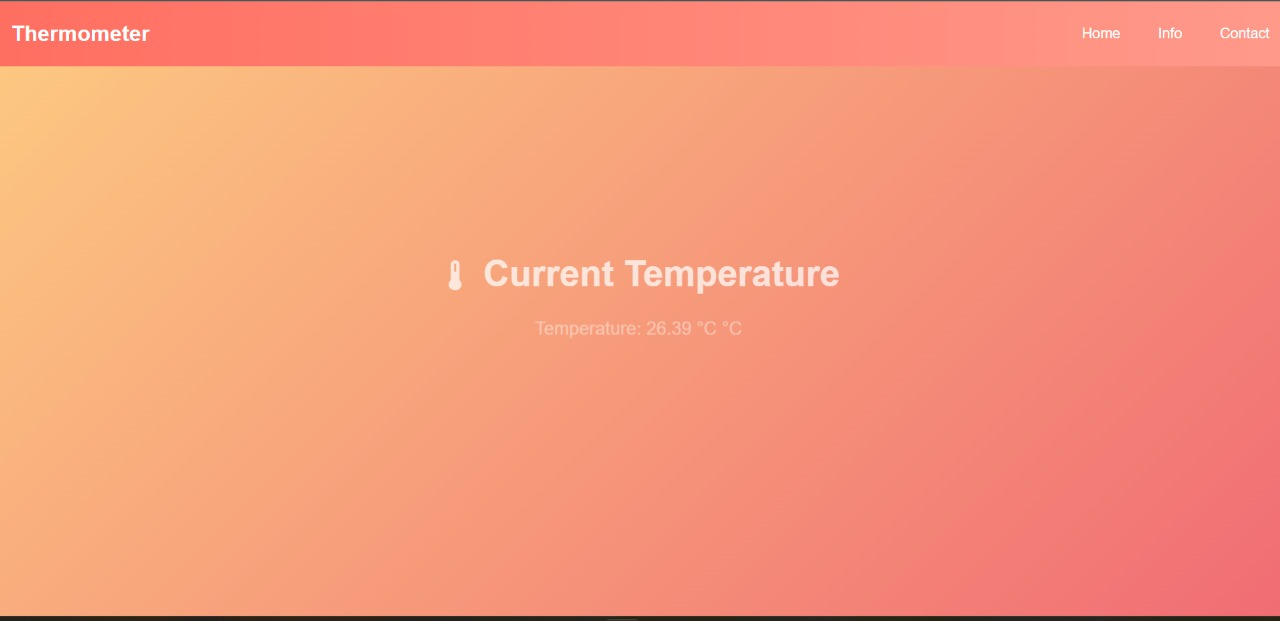 Thermometer
Home Info Contact
Current Temperature
Temperature: 26.39 °C °C